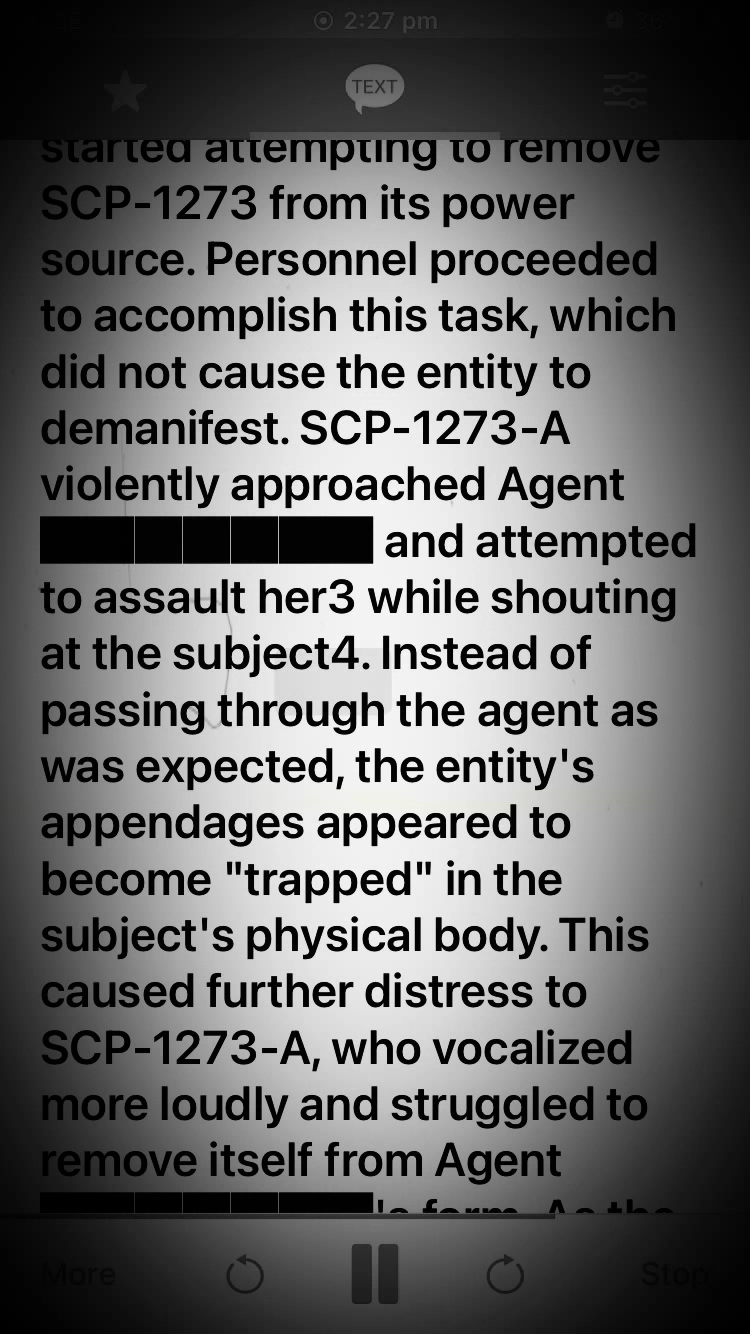 2:27 pm
TEXT
started attempting to remove
SCP-1273 from its power
source. Personnel proceeded
to accomplish this task, which
did not cause the entity to
demanifest. SCP-1273-A
violently approached Agent
███████ and attempted
to assault her3 while shouting
at the subject4. Instead of
passing through the agent as
was expected, the entity's
appendages appeared to
become "trapped" in the
subject's physical body. This
caused further distress to
SCP-1273-A, who vocalized
more loudly and struggled to
remove itself from Agent
███████'s form. As the
More
Stop